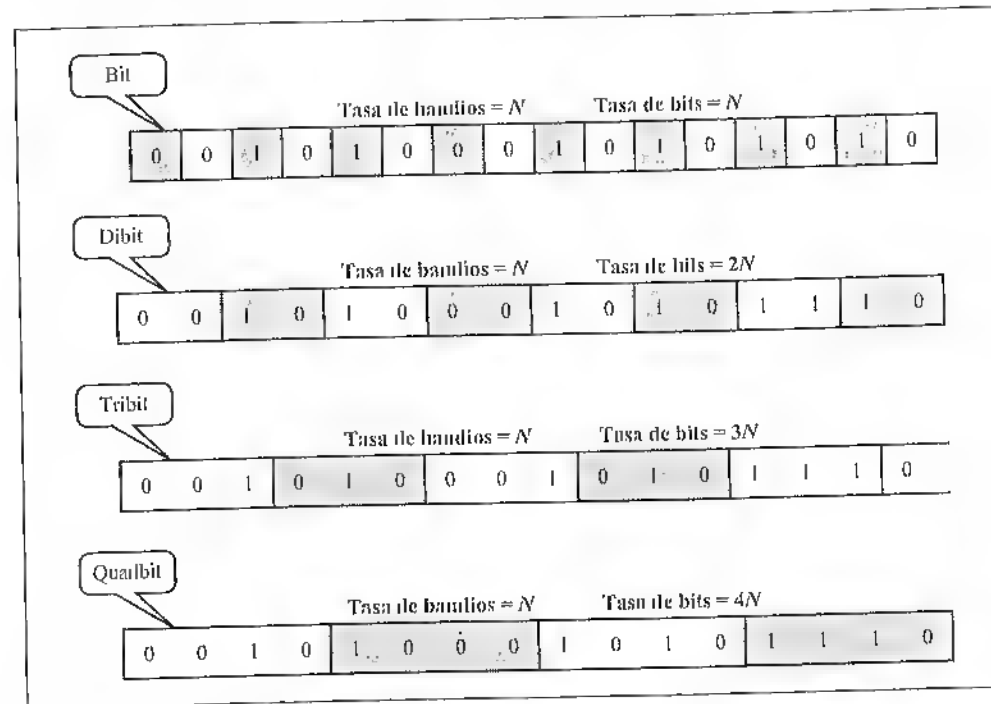 Bit
Tasa de baudios = N Tasa de bits = N
0 0 1 0 1 0 0 0 1 0 1 0 1 0 1 0
Dibit
Tasa de baudios = N Tasa de bits = 2N
0 0 1 0 1 0 0 0 1 0 1 0 1 1 1 0
Tribit
Tasa de baudios = N Tasa de bits = 3N
0 0 1 0 1 0 0 0 1 0 1 0 1 1 1 0
Quadbit
Tasa de baudios = N Tasa de bits = 4N
0 0 1 0 1 0 0 0 1 0 1 0 1 1 1 0